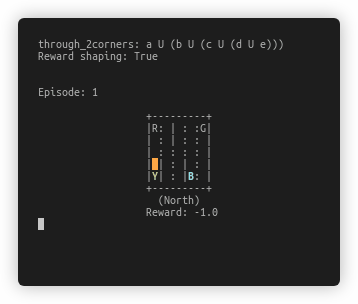 through_2corners: a U (b U (c U (d U e)))
Reward shaping: True
Episode: 1
+---------+
|R: | : :G|
| : | : : |
| : : : : |
| | : | : |
|Y| : |B: |
+---------+
(North)
Reward: -1.0